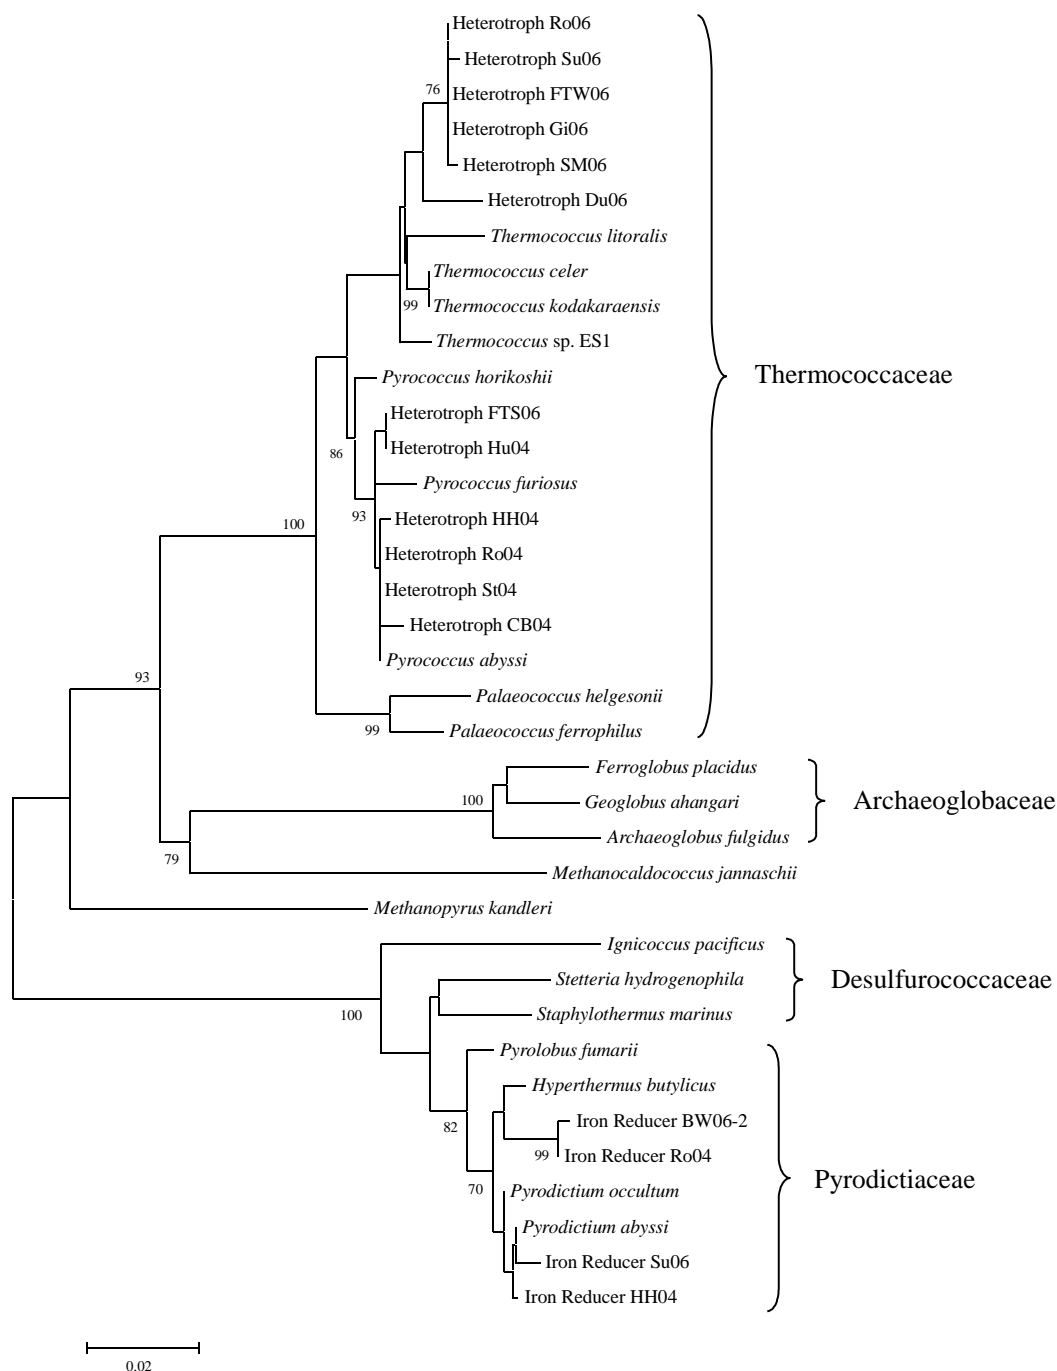 Heterotroph Ro06
Heterotroph Su06
76
Heterotroph FTW06
Heterotroph Gi06
Heterotroph SM06
Heterotroph Du06
Thermococcus litoralis
Thermococcus celer
99
Thermococcus kodakaraensis
Thermococcus sp. ES1
Thermococcaceae
Pyrococcus horikoshii
Heterotroph FTS06
Heterotroph Hu04
86
Pyrococcus furiosus
93
Heterotroph HH04
100
Heterotroph Ro04
Heterotroph St04
Heterotroph CB04
Pyrococcus abyssi
93
Palaeococcus helgesonii
99
Palaeococcus ferrophilus
Ferroglobus placidus
100
Geoglobus ahangari
Archaeoglobaceae
Archaeoglobus fulgidus
79
Methanocaldococcus jannaschii
Methanopyrus kandleri
Ignicoccus pacificus
Stetteria hydrogenophila
Desulfurococcaceae
100
Staphylothermus marinus
Pyrolobus fumarii
Hyperthermus butylicus
82
Iron Reducer BW06-2
99
Iron Reducer Ro04
Pyrodictiaceae
70
Pyrodictium occultum
Pyrodictium abyssi
Iron Reducer Su06
Iron Reducer HH04
0.02